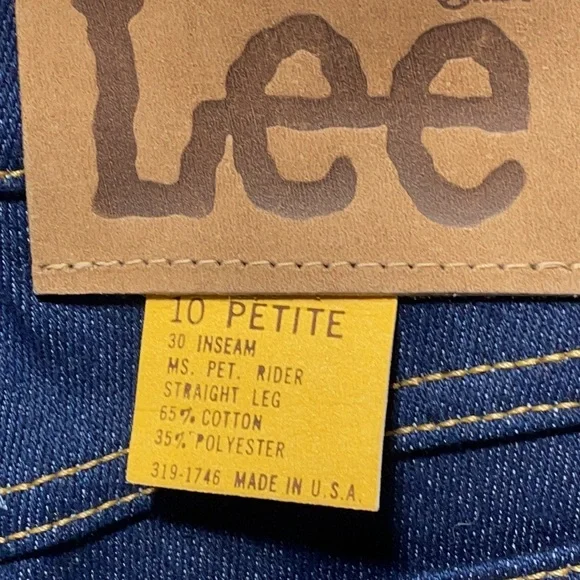 Lee
10 PETITE
30 INSEAM
MS. PET. RIDER
STRAIGHT LEG
65% COTTON
35% POLYESTER
319-1746 MADE IN U.S.A.